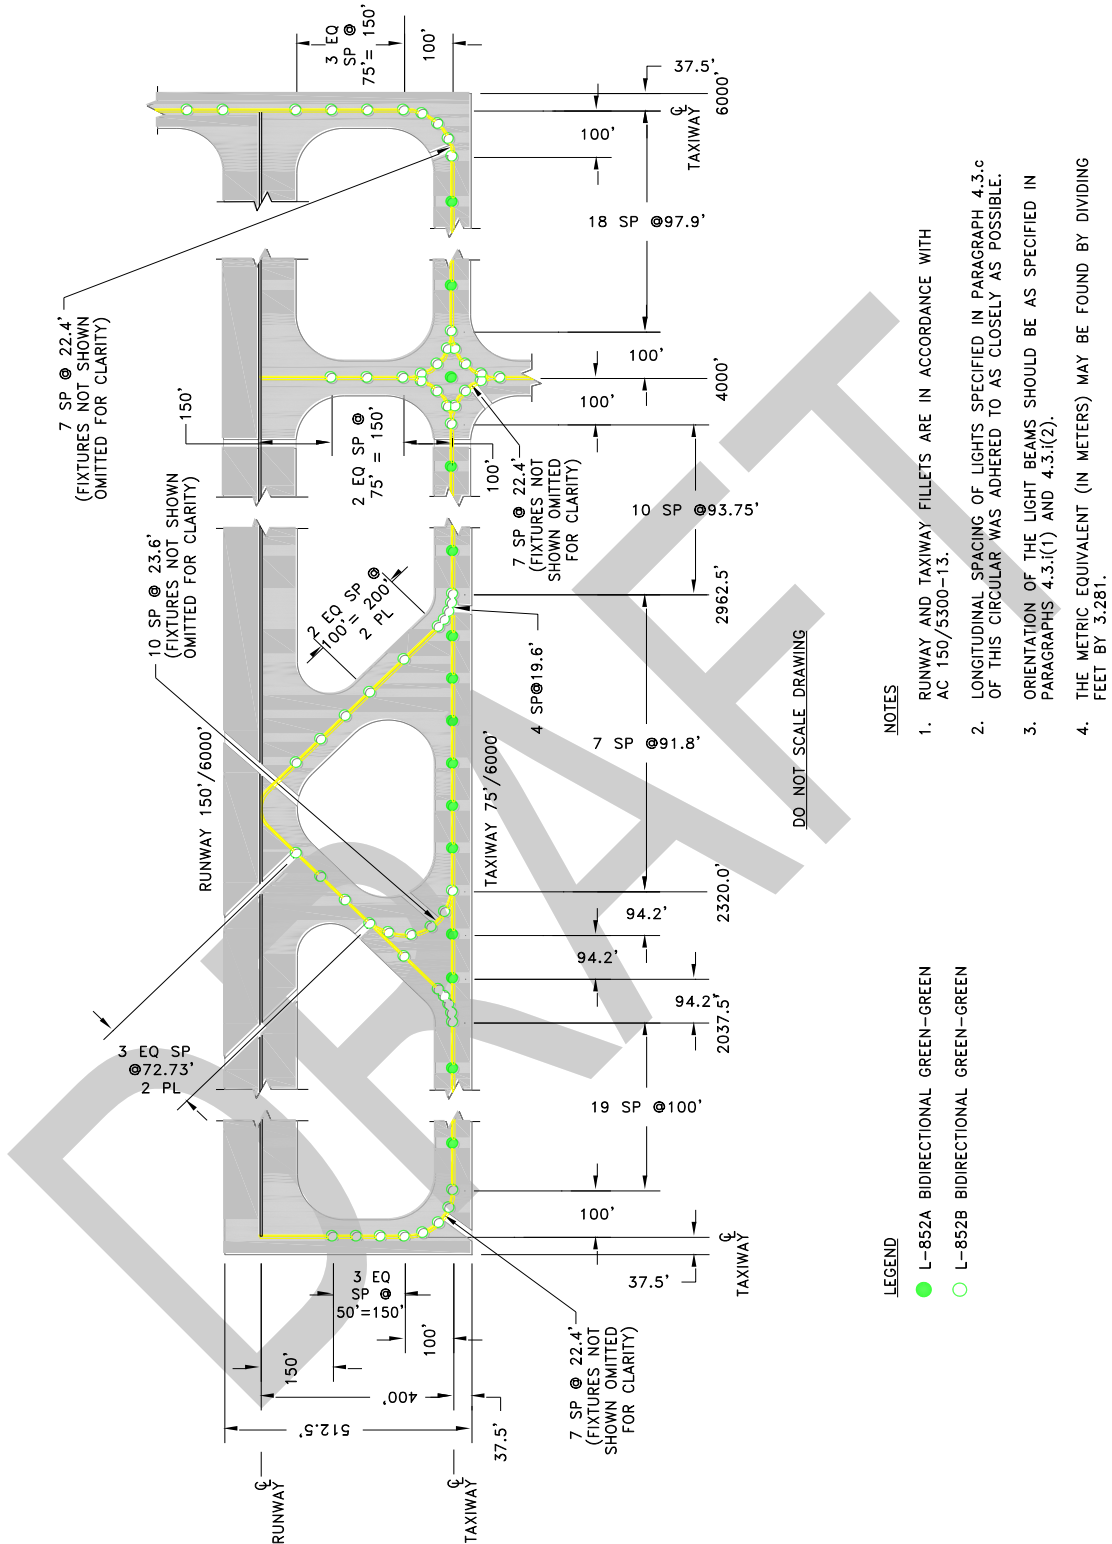 3 EQ
SP @
75'= 150'
100'
37.5'
6000'
℄
TAXIWAY
100'
18 SP @97.9'
7 SP @ 22.4'
(FIXTURES NOT SHOWN
OMITTED FOR CLARITY)
150'
2 EQ SP @
75' = 150'
100'
100'
100'
4000'
7 SP @ 22.4'
(FIXTURES NOT
SHOWN OMITTED
FOR CLARITY)
10 SP @93.75'
10 SP @ 23.6'
(FIXTURES NOT SHOWN
OMITTED FOR CLARITY)
2 EQ SP @
100'= 200'
2 PL
2962.5'
4 SP@19.6'
7 SP @91.8'
RUNWAY 150'/6000'
TAXIWAY 75'/6000'
2320.0'
94.2'
94.2'
94.2'
2037.5'
3 EQ SP
@72.73'
2 PL
19 SP @100'
100'
37.5'
℄
TAXIWAY
3 EQ
SP @
50'=150'
150'
100'
400'
512.5'
37.5'
7 SP @ 22.4'
(FIXTURES NOT
SHOWN OMITTED
FOR CLARITY)
℄
RUNWAY
℄
TAXIWAY
DO NOT SCALE DRAWING
NOTES
1. RUNWAY AND TAXIWAY FILLETS ARE IN ACCORDANCE WITH
AC 150/5300-13.
2. LONGITUDINAL SPACING OF LIGHTS SPECIFIED IN PARAGRAPH 4.3.c
OF THIS CIRCULAR WAS ADHERED TO AS CLOSELY AS POSSIBLE.
3. ORIENTATION OF THE LIGHT BEAMS SHOULD BE AS SPECIFIED IN
PARAGRAPHS 4.3.i(1) AND 4.3.i(2).
4. THE METRIC EQUIVALENT (IN METERS) MAY BE FOUND BY DIVIDING
FEET BY 3.281.
LEGEND
L-852A BIDIRECTIONAL GREEN-GREEN
L-852B BIDIRECTIONAL GREEN-GREEN
DRAFT